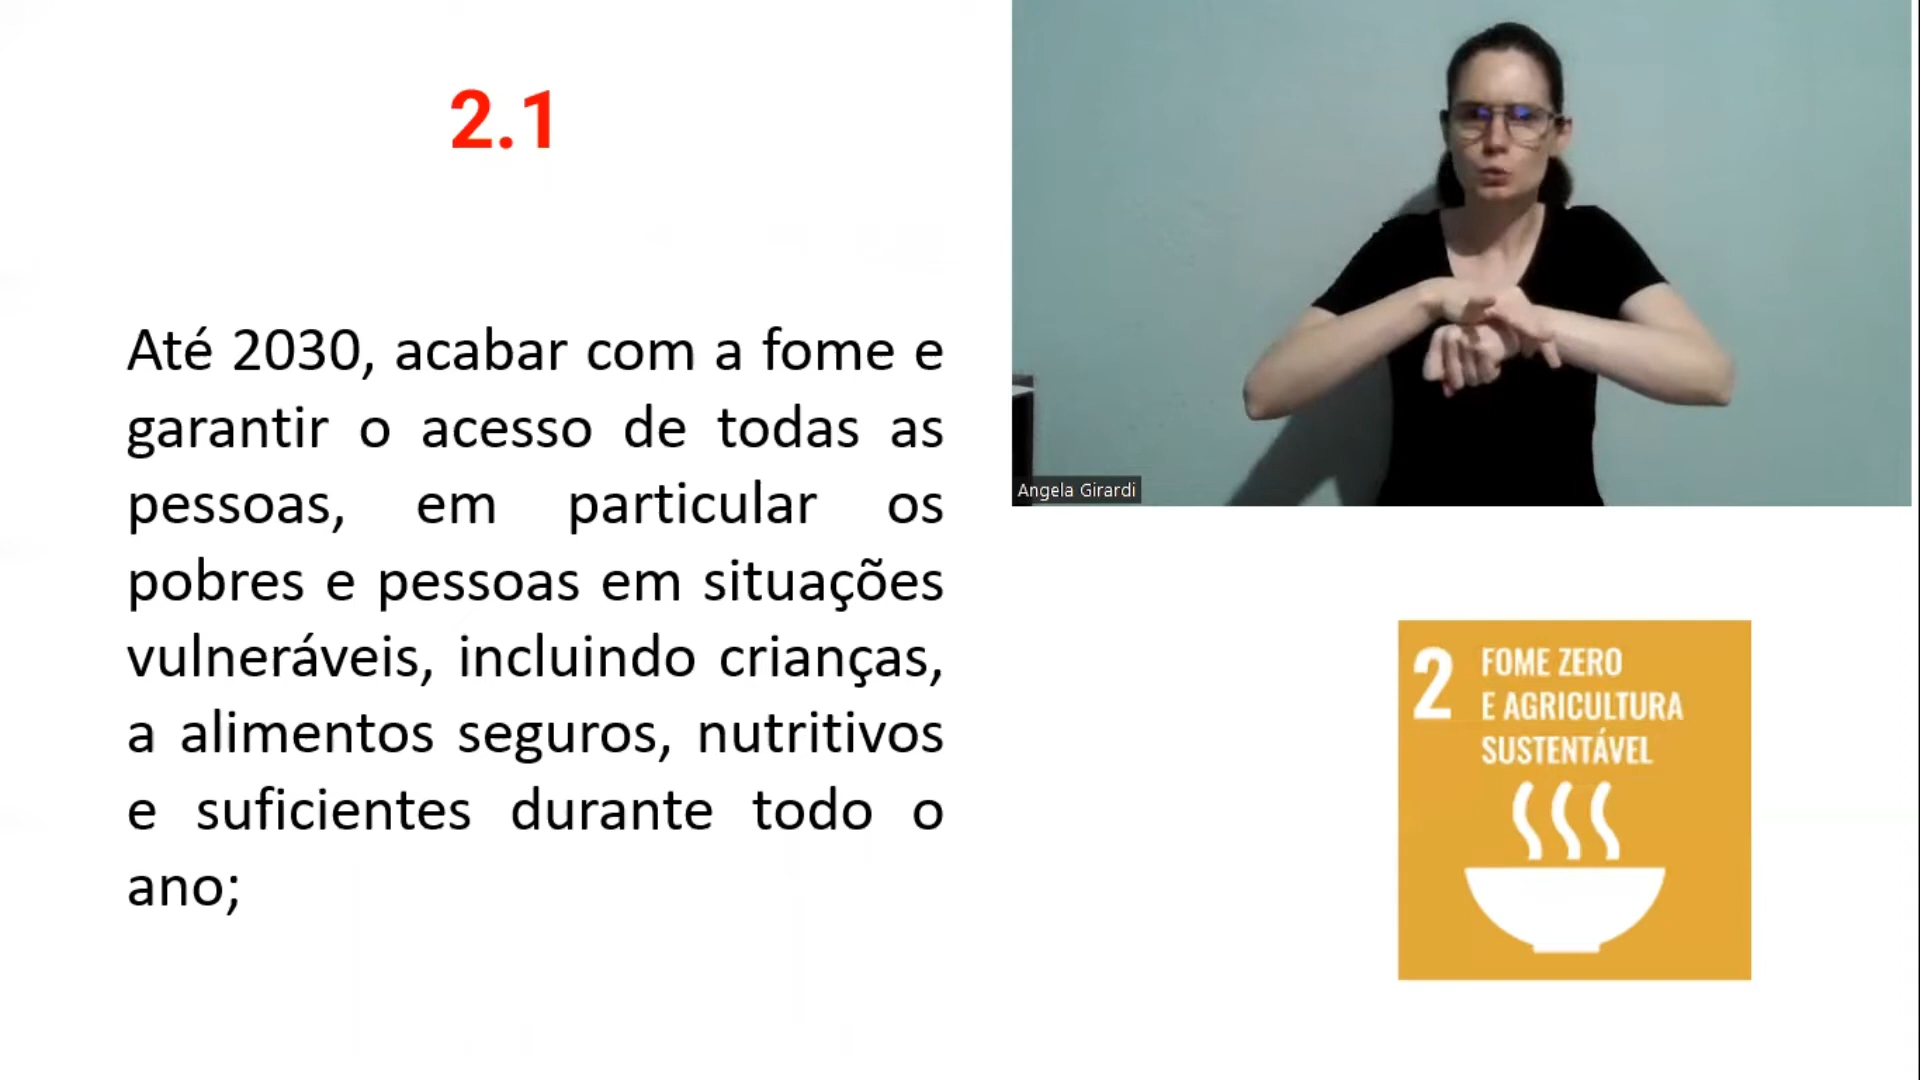 2.1
Até 2030, acabar com a fome e
garantir o acesso de todas as
pessoas, em particular os
pobres e pessoas em situações
vulneráveis, incluindo crianças,
a alimentos seguros, nutritivos
e suficientes durante todo o
ano;
Angela Girardi
2 FOME ZERO
E AGRICULTURA
SUSTENTÁVEL